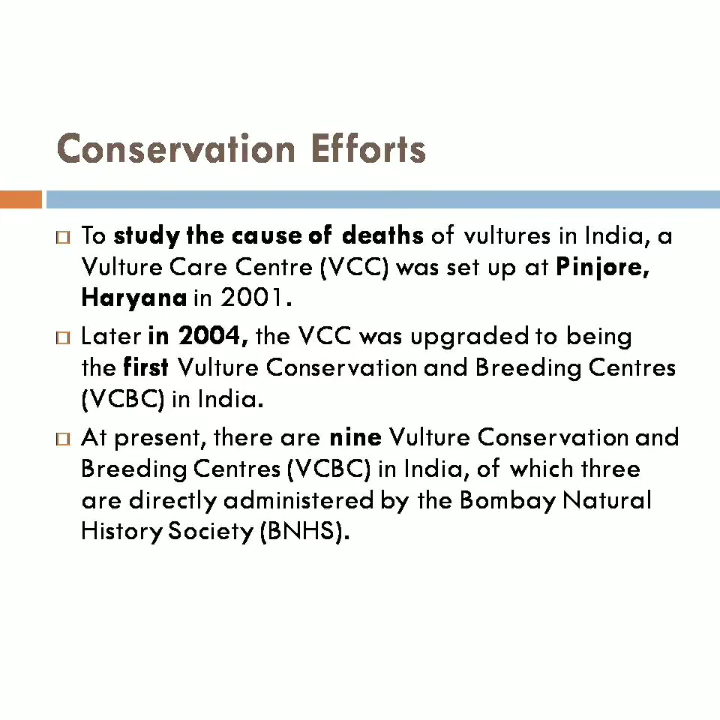 Conservation Efforts
To study the cause of deaths of vultures in India, a
Vulture Care Centre (VCC) was set up at Pinjore,
Haryana in 2001.
Later in 2004, the VCC was upgraded to being
the first Vulture Conservation and Breeding Centres
(VCBC) in India.
At present, there are nine Vulture Conservation and
Breeding Centres (VCBC) in India, of which three
are directly administered by the Bombay Natural
History Society (BNHS).